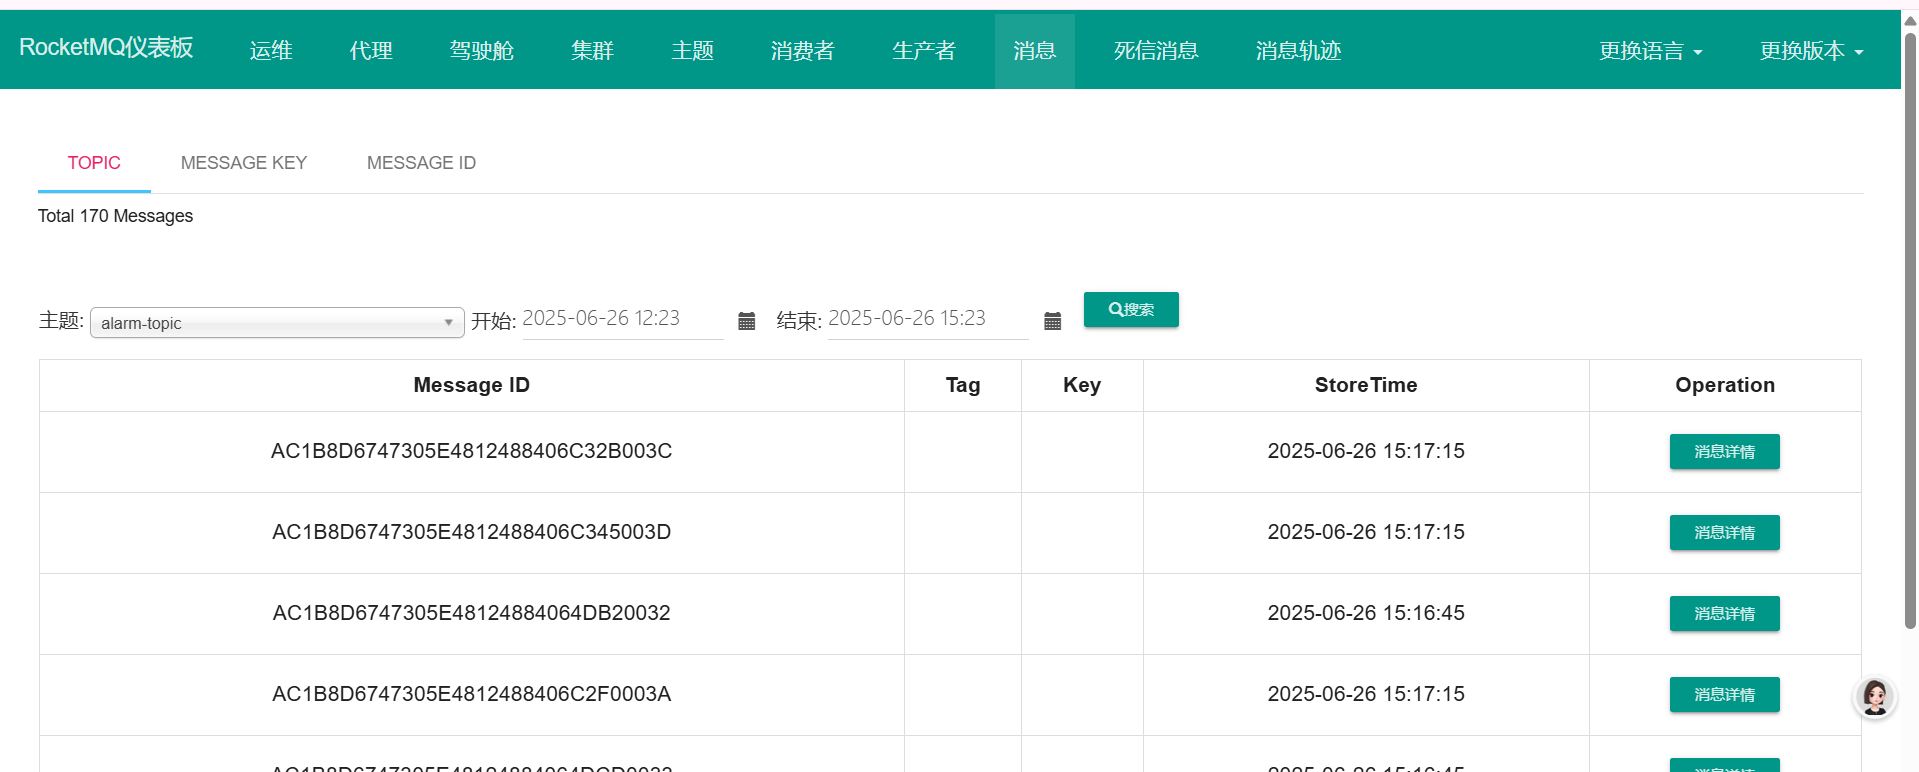 RocketMQ仪表板 运维 代理 驾驶舱 集群 主题 消费者 生产者 消息 死信消息 消息轨迹 更换语言 更换版本
TOPIC MESSAGE KEY MESSAGE ID
Total 170 Messages
主题: alarm-topic 开始: 2025-06-26 12:23 结束: 2025-06-26 15:23 搜索
Message ID Tag Key StoreTime Operation
AC1B8D6747305E4812488406C32B003C 2025-06-26 15:17:15 消息详情
AC1B8D6747305E4812488406C345003D 2025-06-26 15:17:15 消息详情
AC1B8D6747305E48124884064DB20032 2025-06-26 15:16:45 消息详情
AC1B8D6747305E4812488406C2F0003A 2025-06-26 15:17:15 消息详情